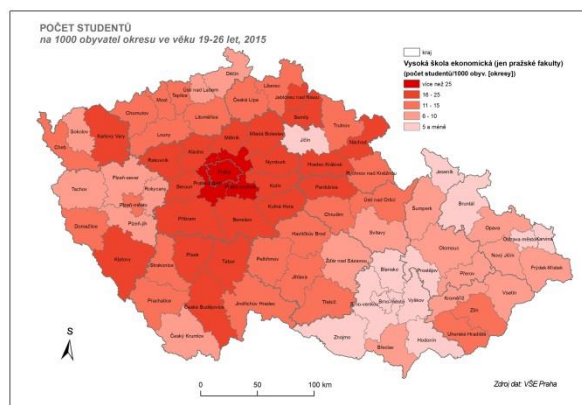 POČET STUDENTŮ
na 1000 obyvatel okresu ve věku 19-26 let, 2015
kraj
Vysoká škola ekonomická (jen pražské fakulty)
(počet studentů/1000 obyv. [okresy])
více než 25
16 - 25
11 - 15
6 - 10
5 a méně
Děčín
Ústí nad Labem
Liberec
Teplice
Most
Česká Lípa
Jablonec nad Nisou
Chomutov
Litoměřice
Semily
Trutnov
Sokolov
Karlovy Vary
Louny
Mělník
Mladá Boleslav
Jičín
Náchod
Cheb
Kladno
Rakovník
Nymburk
Hradec Králové
Rychnov nad Kněžnou
Jeseník
Tachov
Plzeň-sever
Rokycany
Beroun
Kolín
Pardubice
Ústí nad Orlicí
Bruntál
Plzeň-město
Kutná Hora
Chrudim
Šumperk
Opava
Ostrava-město
Karviná
Domažlice
Plzeň-jih
Příbram
Benešov
Svitavy
Havlíčkův Brod
Olomouc
Nový Jičín
Frýdek-Místek
Klatovy
Strakonice
Písek
Tábor
Pelhřimov
Žďár nad Sázavou
Blansko
Prostějov
Přerov
Jihlava
Vsetín
Prachatice
České Budějovice
Jindřichův Hradec
Třebíč
Brno-venkov
Brno-město
Vyškov
Kroměříž
Zlín
Český Krumlov
Znojmo
Uherské Hradiště
Hodonín
Břeclav
S
0 50 100 km
Zdroj dat: VŠE Praha